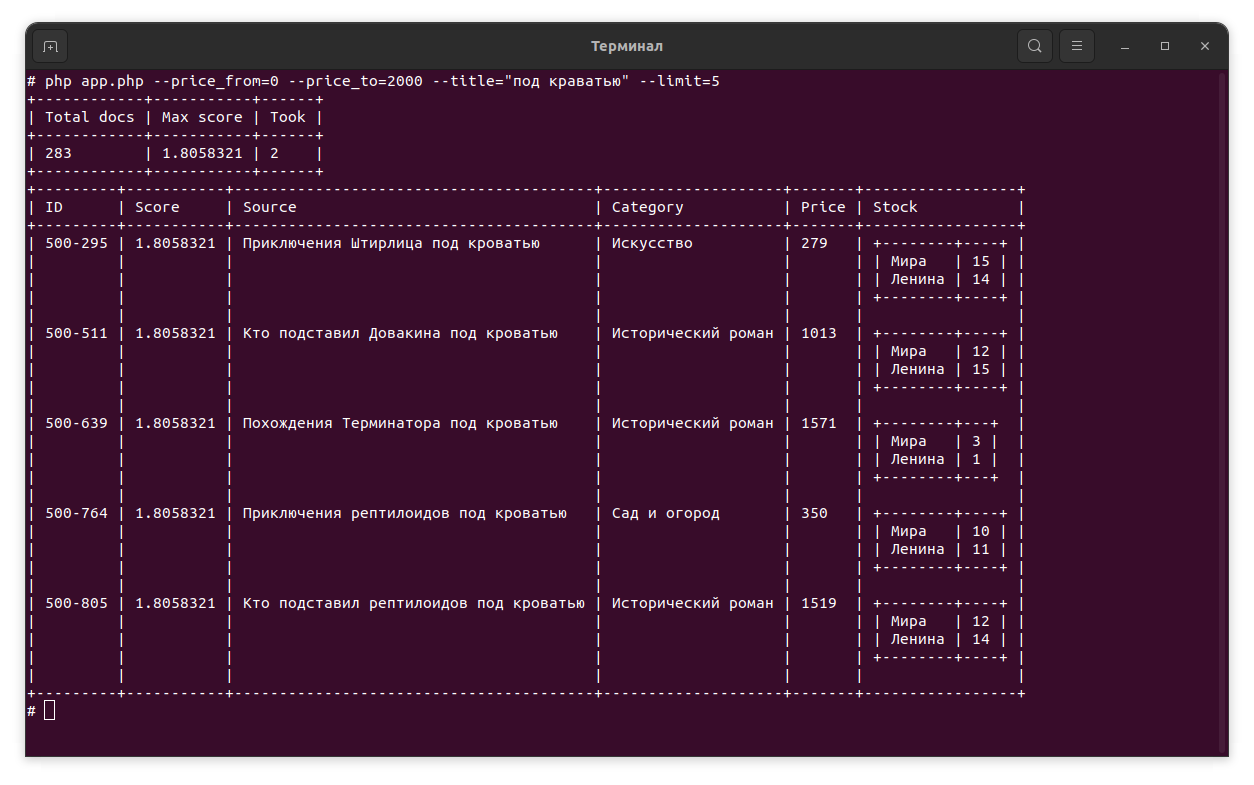 Терминал
# php app.php --price_from=0 --price_to=2000 --title="под краватью" --limit=5
+------------+-----------+------+
| Total docs | Max score | Took |
+------------+-----------+------+
| 283        | 1.8058321 | 2    |
+------------+-----------+------+
+---------+-----------+----------------------------------------+--------------------+-------+-----------------+
| ID      | Score     | Source                                 | Category           | Price | Stock           |
+---------+-----------+----------------------------------------+--------------------+-------+-----------------+
| 500-295 | 1.8058321 | Приключения Штирлица под кроватью      | Искусство          | 279   | +--------+----+ |
|         |           |                                        |                    |       | | Мира   | 15 | |
|         |           |                                        |                    |       | | Ленина | 14 | |
|         |           |                                        |                    |       | +--------+----+ |
|         |           |                                        |                    |       |                 |
| 500-511 | 1.8058321 | Кто подставил Довакина под кроватью    | Исторический роман | 1013  | +--------+----+ |
|         |           |                                        |                    |       | | Мира   | 12 | |
|         |           |                                        |                    |       | | Ленина | 15 | |
|         |           |                                        |                    |       | +--------+----+ |
|         |           |                                        |                    |       |                 |
| 500-639 | 1.8058321 | Похождения Терминатора под кроватью    | Исторический роман | 1571  | +--------+---+  |
|         |           |                                        |                    |       | | Мира   | 3 |  |
|         |           |                                        |                    |       | | Ленина | 1 |  |
|         |           |                                        |                    |       | +--------+---+  |
|         |           |                                        |                    |       |                 |
| 500-764 | 1.8058321 | Приключения рептилоидов под кроватью   | Сад и огород       | 350   | +--------+----+ |
|         |           |                                        |                    |       | | Мира   | 10 | |
|         |           |                                        |                    |       | | Ленина | 11 | |
|         |           |                                        |                    |       | +--------+----+ |
|         |           |                                        |                    |       |                 |
| 500-805 | 1.8058321 | Кто подставил рептилоидов под кроватью | Исторический роман | 1519  | +--------+----+ |
|         |           |                                        |                    |       | | Мира   | 12 | |
|         |           |                                        |                    |       | | Ленина | 14 | |
|         |           |                                        |                    |       | +--------+----+ |
|         |           |                                        |                    |       |                 |
+---------+-----------+----------------------------------------+--------------------+-------+-----------------+
#